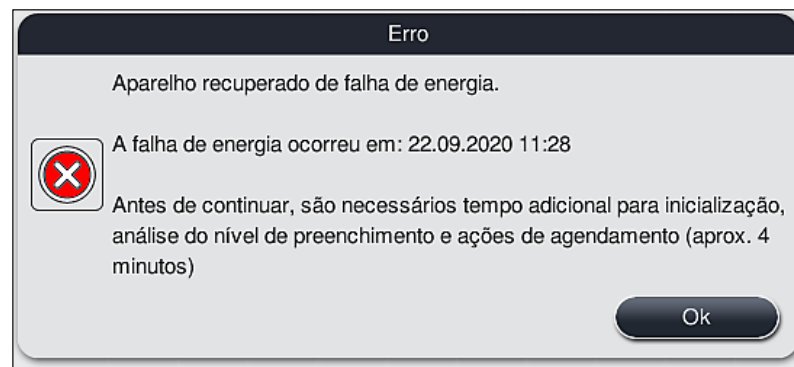 Erro
Aparelho recuperado de falha de energia.
A falha de energia ocorreu em: 22.09.2020 11:28
Antes de continuar, são necessários tempo adicional para inicialização,
análise do nível de preenchimento e ações de agendamento (aprox. 4
minutos)
Ok